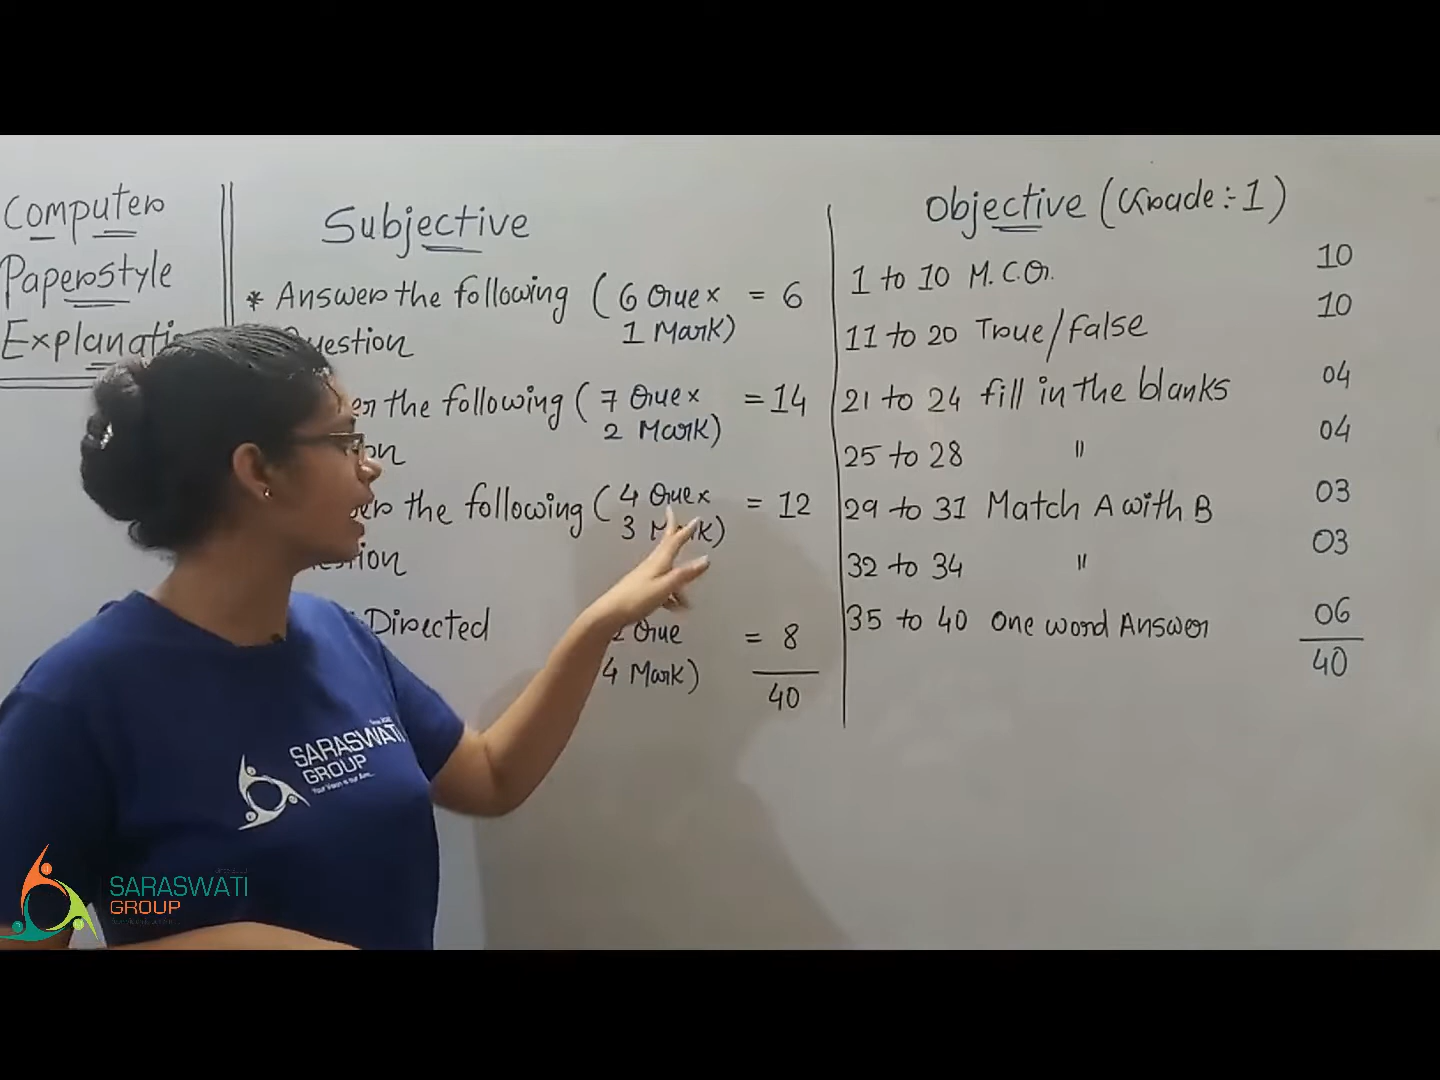 Computer
Paperstyle
Explanati
Subjective
* Answer the following (6 Que x = 6
Question 1 Mark)
the following (7 Que x = 14
2 Mark)
the following (4 Que x = 12
3 Mark)
Directed Que = 8
4 Mark)
40
Objective (Grade:-1)
1 to 10 M.C.Q. 10
11 to 20 True/False 10
21 to 24 fill in the blanks 04
25 to 28 " 04
29 to 31 Match A with B 03
32 to 34 " 03
35 to 40 One word Answer 06
40
SARASWATI
GROUP
SARASWATI
GROUP